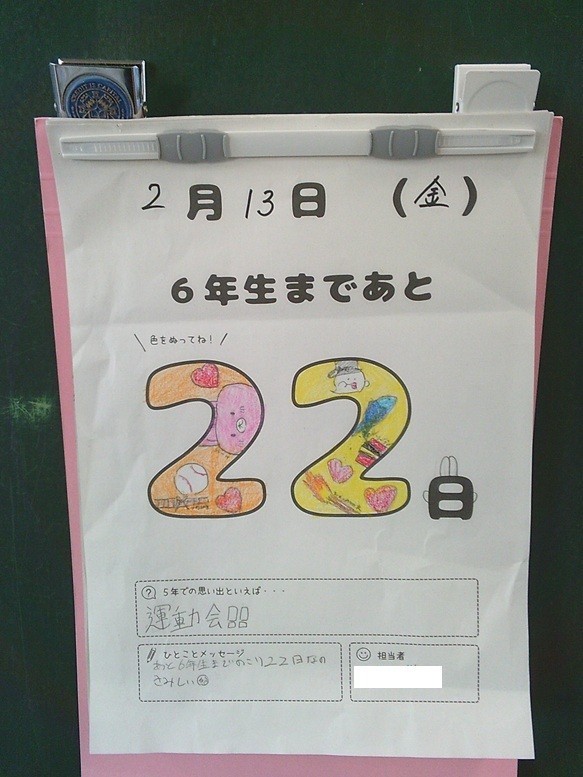 2月13日(金)
6年生まであと
色をぬってね!
22日
5年での思い出といえば・・・
運動会
ひとことメッセージ
あと6年生までのこり22日なの
さみしい
担当者